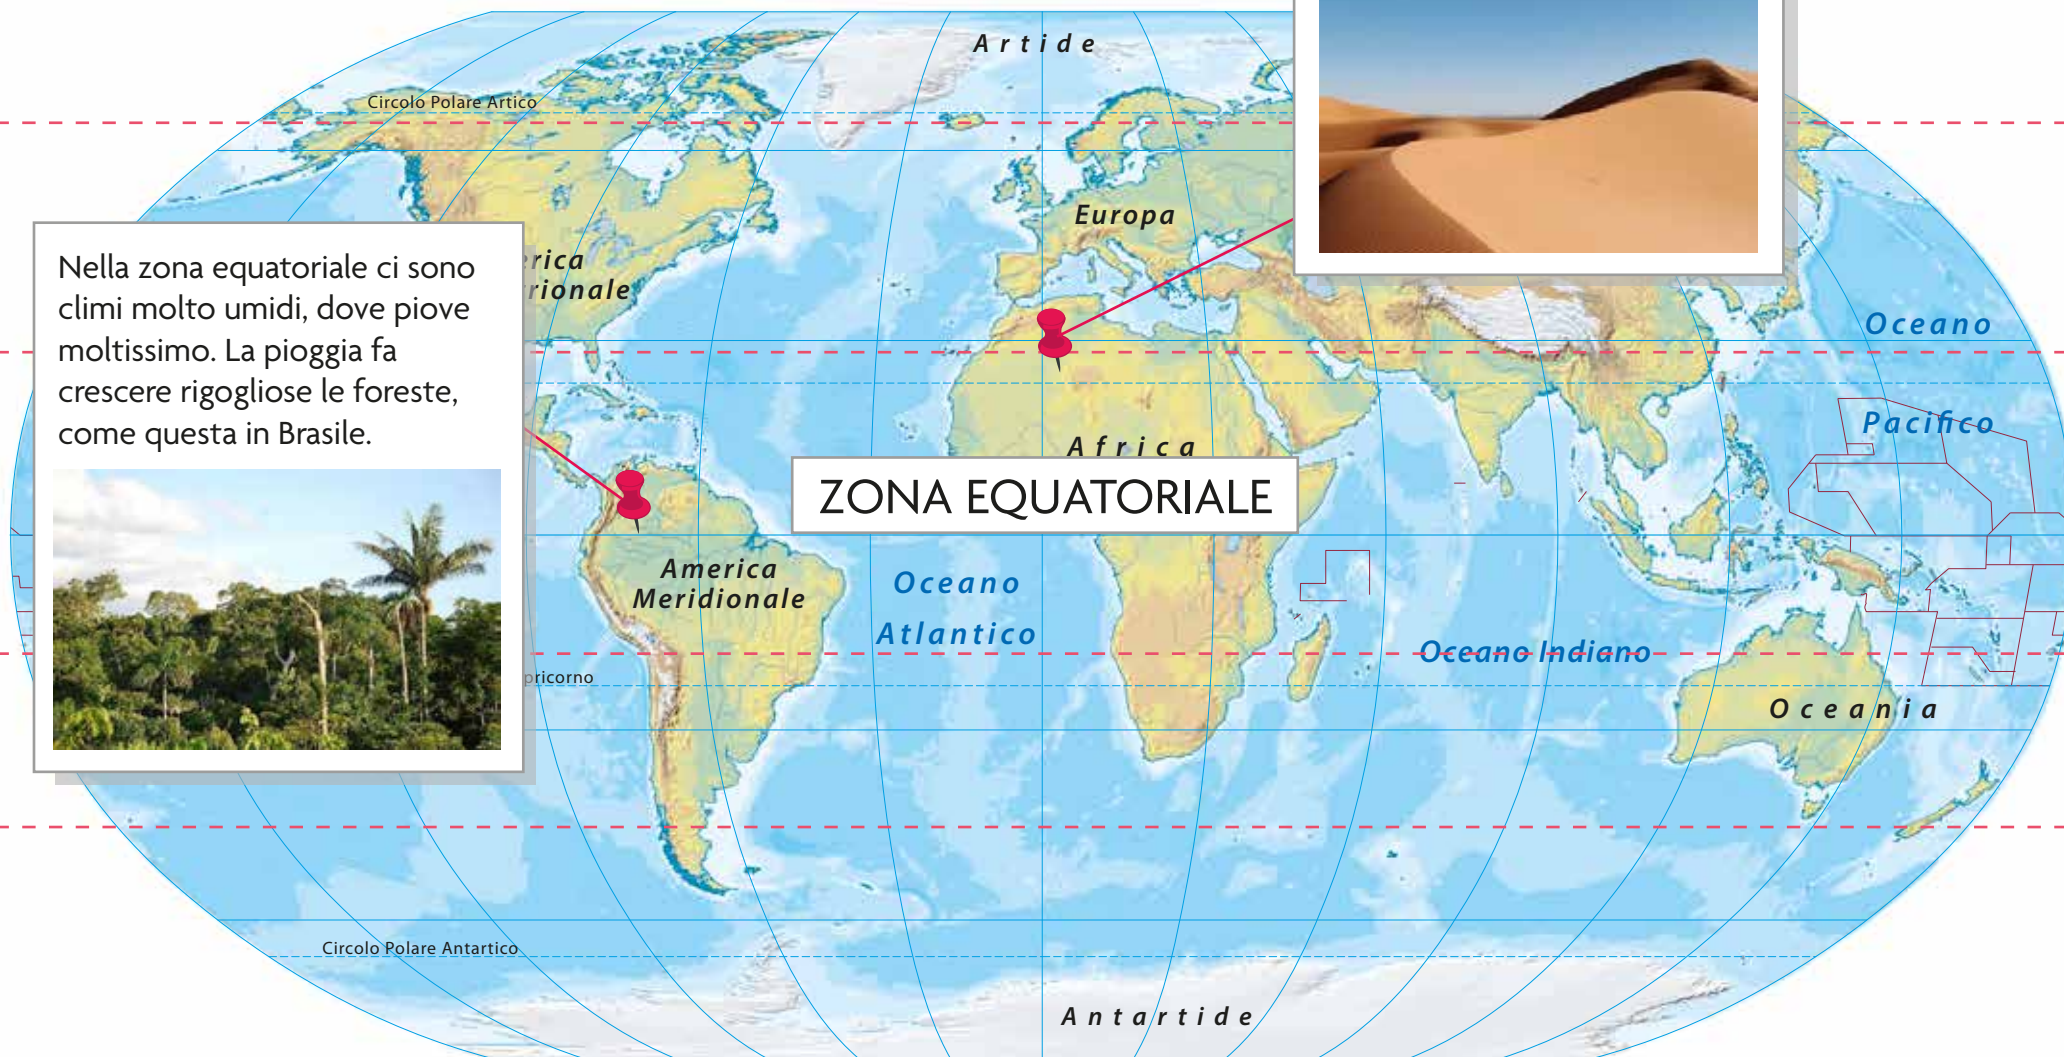 Artide
Circolo Polare Artico
Europa
Nella zona equatoriale ci sono
climi molto umidi, dove piove
moltissimo. La pioggia fa
crescere rigogliose le foreste,
come questa in Brasile.
erica
rionale
Oceano
Pacifico
Africa
ZONA EQUATORIALE
America
Meridionale
Oceano
Atlantico
Oceano Indiano
pricorno
Oceania
Circolo Polare Antartico
Antartide